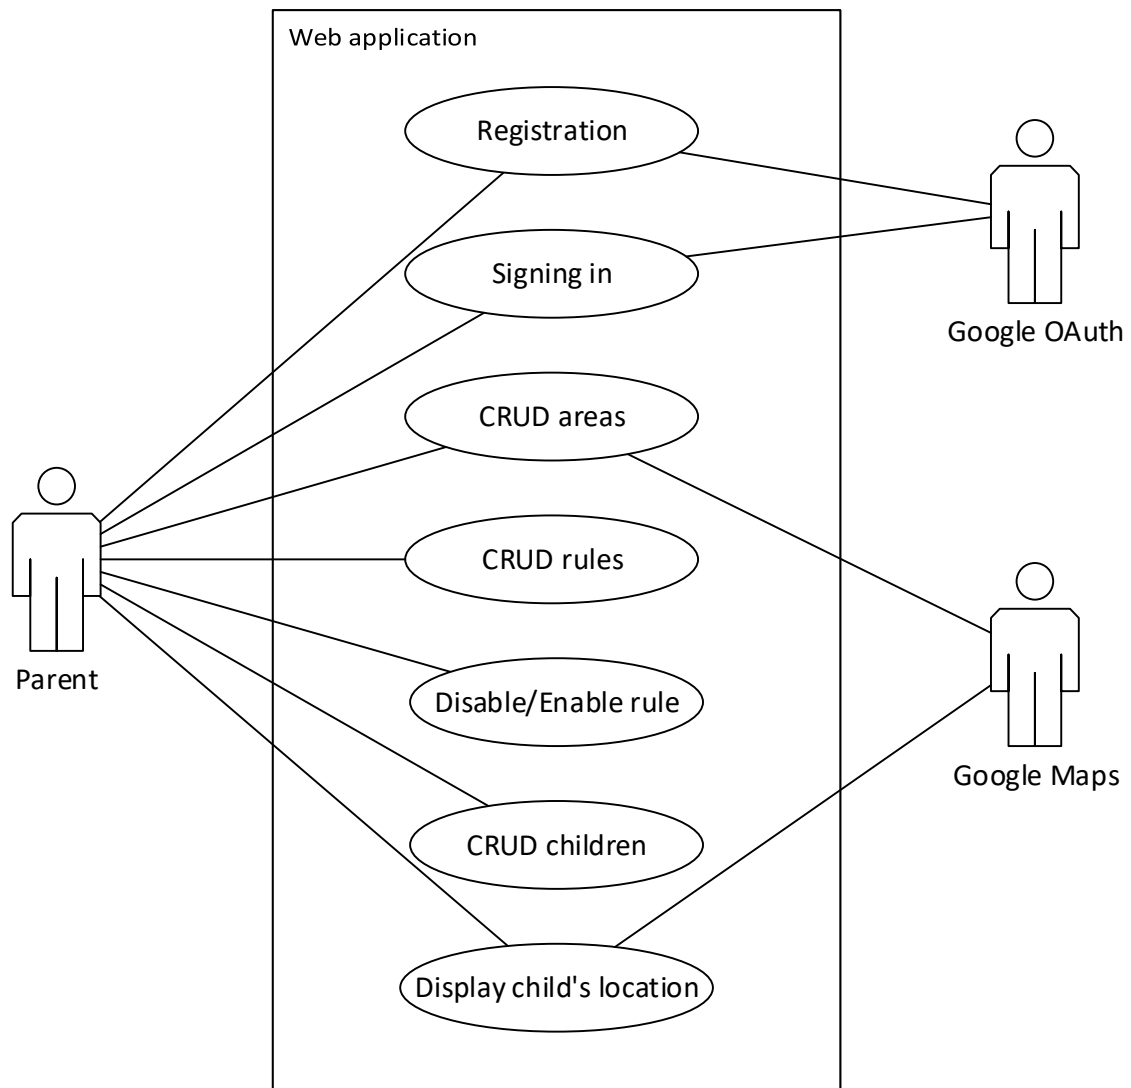 Web application
Registration
Signing in
Google OAuth
CRUD areas
CRUD rules
Parent
Disable/Enable rule
Google Maps
CRUD children
Display child's location